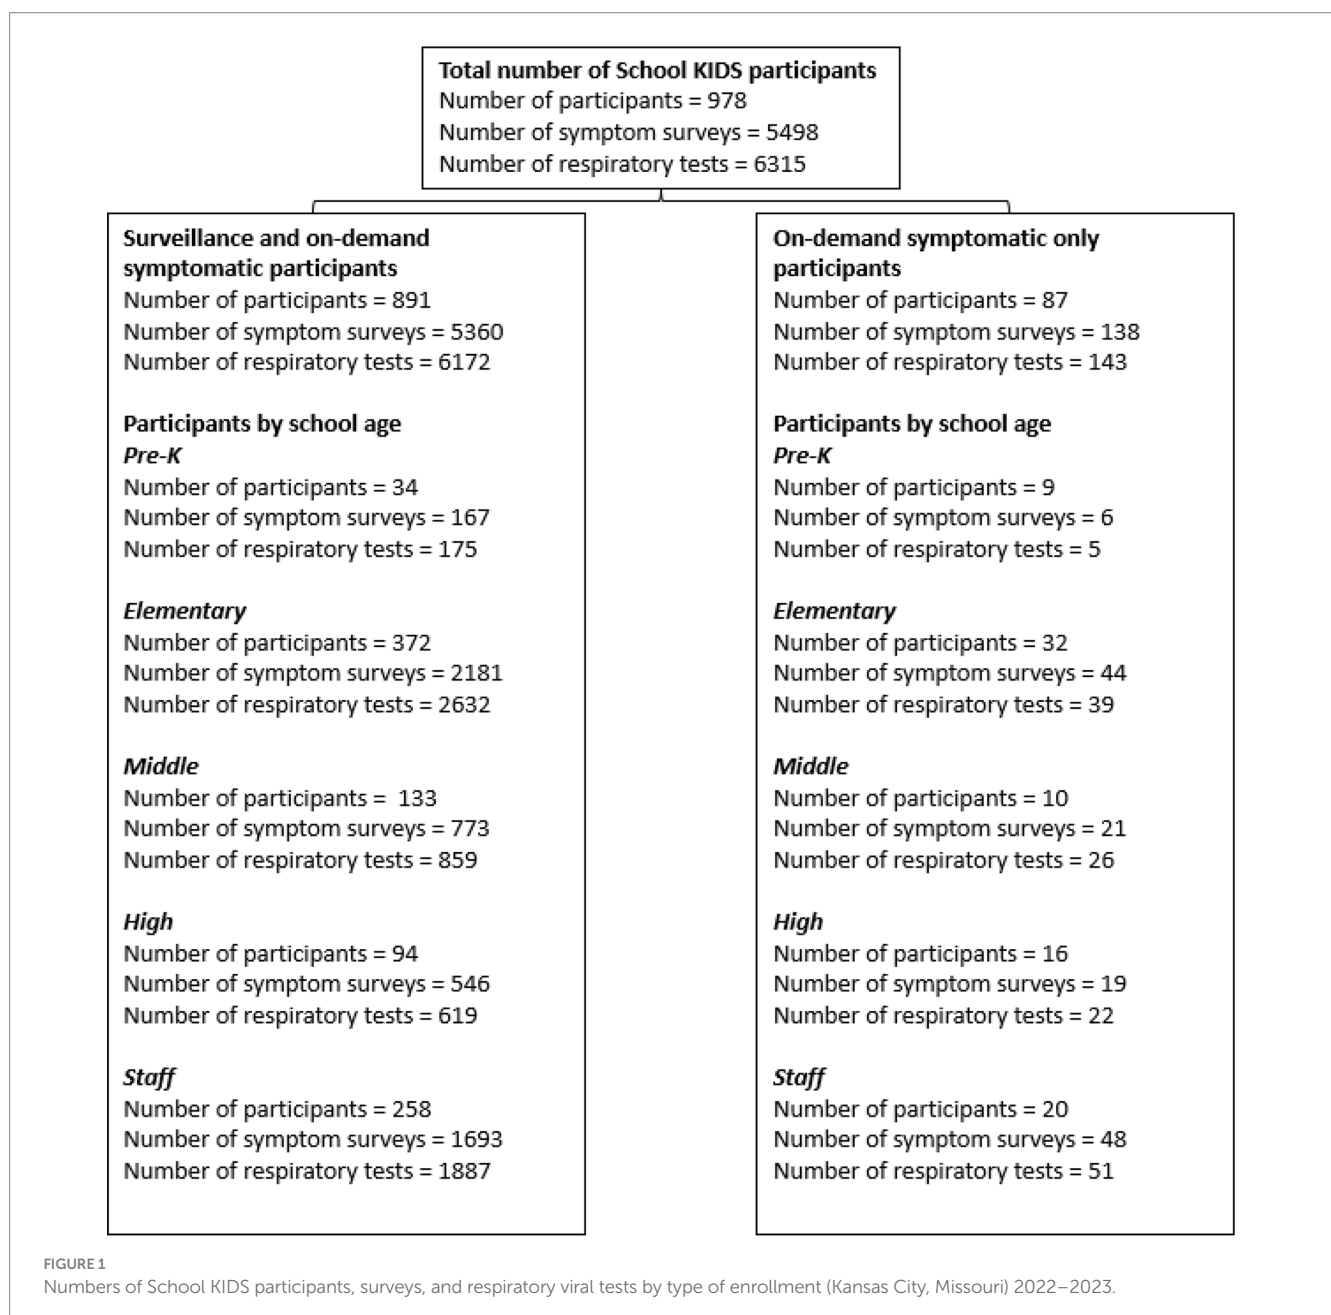 Total number of School KIDS participants
Number of participants = 978
Number of symptom surveys = 5498
Number of respiratory tests = 6315
Surveillance and on-demand
symptomatic participants
Number of participants = 891
Number of symptom surveys = 5360
Number of respiratory tests = 6172
Participants by school age
Pre-K
Number of participants = 34
Number of symptom surveys = 167
Number of respiratory tests = 175
Elementary
Number of participants = 372
Number of symptom surveys = 2181
Number of respiratory tests = 2632
Middle
Number of participants = 133
Number of symptom surveys = 773
Number of respiratory tests = 859
High
Number of participants = 94
Number of symptom surveys = 546
Number of respiratory tests = 619
Staff
Number of participants = 258
Number of symptom surveys = 1693
Number of respiratory tests = 1887
On-demand symptomatic only
participants
Number of participants = 87
Number of symptom surveys = 138
Number of respiratory tests = 143
Participants by school age
Pre-K
Number of participants = 9
Number of symptom surveys = 6
Number of respiratory tests = 5
Elementary
Number of participants = 32
Number of symptom surveys = 44
Number of respiratory tests = 39
Middle
Number of participants = 10
Number of symptom surveys = 21
Number of respiratory tests = 26
High
Number of participants = 16
Number of symptom surveys = 19
Number of respiratory tests = 22
Staff
Number of participants = 20
Number of symptom surveys = 48
Number of respiratory tests = 51
FIGURE 1
Numbers of School KIDS participants, surveys, and respiratory viral tests by type of enrollment (Kansas City, Missouri) 2022–2023.